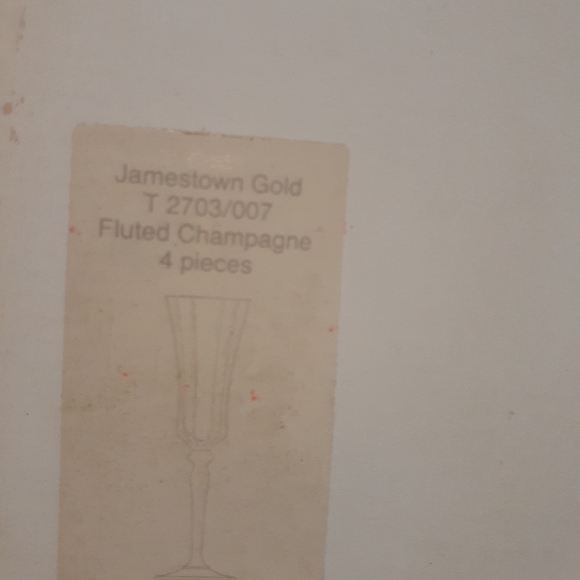 Jamestown Gold
T 2703/007
Fluted Champagne
4 pieces